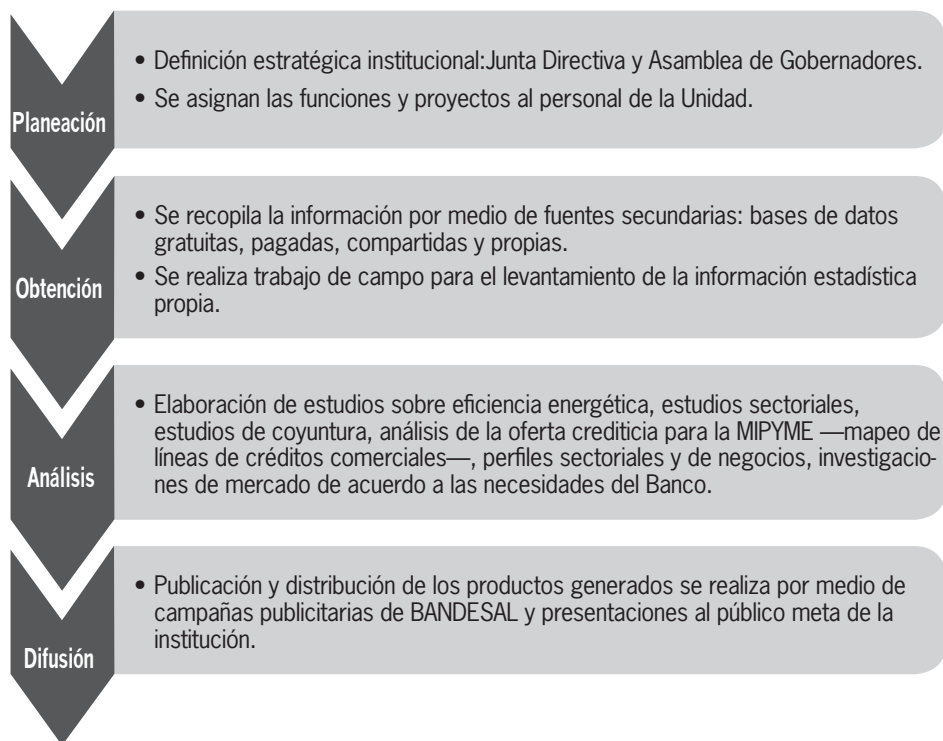 Planeación
• Definición estratégica institucional:Junta Directiva y Asamblea de Gobernadores.
• Se asignan las funciones y proyectos al personal de la Unidad.
Obtención
• Se recopila la información por medio de fuentes secundarias: bases de datos
gratuitas, pagadas, compartidas y propias.
• Se realiza trabajo de campo para el levantamiento de la información estadística
propia.
Análisis
• Elaboración de estudios sobre eficiencia energética, estudios sectoriales,
estudios de coyuntura, análisis de la oferta crediticia para la MIPYME —mapeo de
líneas de créditos comerciales—, perfiles sectoriales y de negocios, investigacio-
nes de mercado de acuerdo a las necesidades del Banco.
Difusión
• Publicación y distribución de los productos generados se realiza por medio de
campañas publicitarias de BANDESAL y presentaciones al público meta de la
institución.